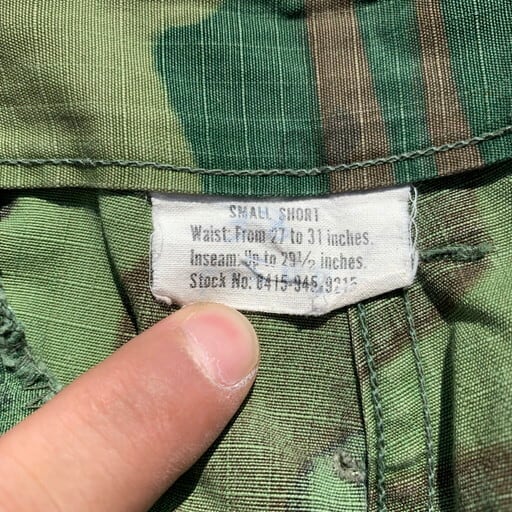 SMALL SHORT
Waist: From 27 to 31 inches.
Inseam: Up to 29½ inches.
Stock No: 8415-945-9215